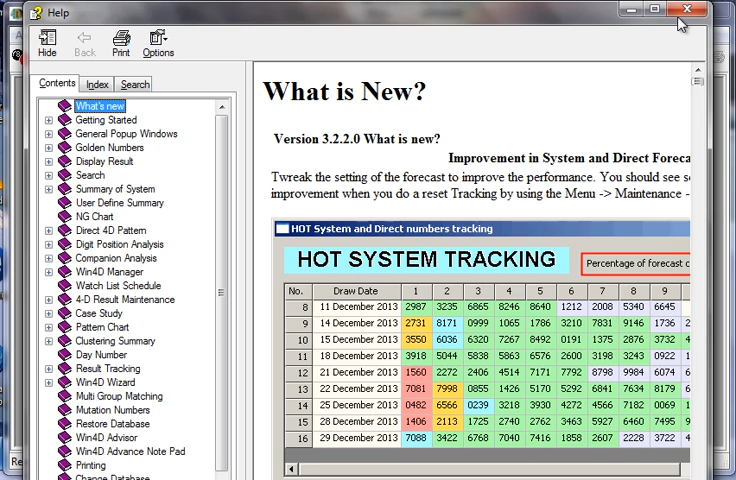 Help
Hide
Back
Print
Options
Contents
Index
Search
What's new
Getting Started
General Popup Windows
Golden Numbers
Display Result
Search
Summary of System
User Define Summary
NG Chart
Direct 4D Pattern
Digit Position Analysis
Companion Analysis
Win4D Manager
Watch List Schedule
4-D Result Maintenance
Case Study
Pattern Chart
Clustering Summary
Day Number
Result Tracking
Win4D Wizard
Multi Group Matching
Mutation Numbers
Restore Database
Win4D Advisor
Win4D Advance Note Pad
Printing
Change Database
What is New?
Version 3.2.2.0 What is new?
Improvement in System and Direct Foreca
Twreak the setting of the forecast to improve the performance. You should see s
improvement when you do a reset Tracking by using the Menu -> Maintenance -
HOT System and Direct numbers tracking
HOT SYSTEM TRACKING
Percentage of forecast c
No. Draw Date 1 2 3 4 5 6 7 8 9
8 11 December 2013 2987 3235 6865 8246 8640 1212 2008 5340 6645
9 14 December 2013 2731 8171 0999 1065 1786 3210 7831 9146 1736 2
10 15 December 2013 3550 6036 6320 7267 8492 0191 1375 2876 3732 4
11 18 December 2013 3918 5044 5838 5863 6576 2600 3198 3243 0922 1
12 21 December 2013 1560 2272 2406 4514 7171 7792 8798 9984 6074 6
13 22 December 2013 7081 7998 0855 1426 5170 5292 6841 7634 8179 6
14 25 December 2013 0482 6566 0239 3218 3930 4272 4566 7182 0069 1
15 28 December 2013 1406 2113 1725 2740 2762 3463 5927 6460 7495 9
16 29 December 2013 7088 3422 6768 7040 7416 1858 2607 2228 3722 4